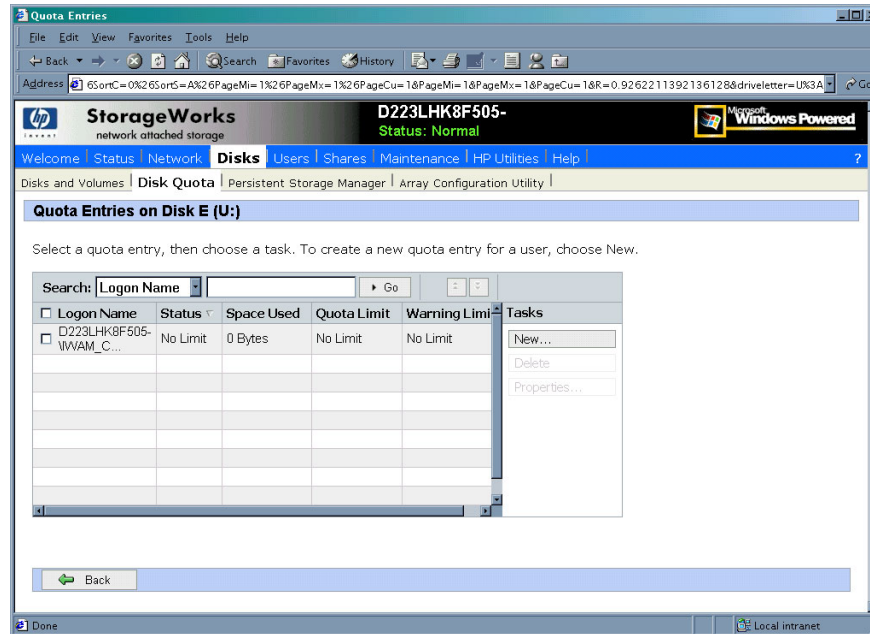 Quota Entries
File Edit View Favorites Tools Help
Back Search Favorites History
Address 6SortC=0%26SortS=A%26PageMi=1%26PageMx=1%26PageCu=1&PageMi=1&PageMx=1&PageCu=1&R=0.9262211392136128&driveletter=U%3A Go
hp
invent
StorageWorks
network attached storage
D223LHK8F505-
Status: Normal
Microsoft
Windows Powered
Welcome | Status | Network | Disks | Users | Shares | Maintenance | HP Utilities | Help | ?
Disks and Volumes | Disk Quota | Persistent Storage Manager | Array Configuration Utility |
Quota Entries on Disk E (U:)
Select a quota entry, then choose a task. To create a new quota entry for a user, choose New.
Search: Logon Name Go
Logon Name Status Space Used Quota Limit Warning Limi Tasks
D223LHK8F505-
\IWAM_C... No Limit 0 Bytes No Limit No Limit
New...
Delete
Properties...
Back
Done Local intranet